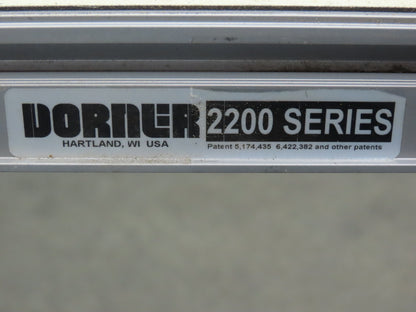 DORNER 2200 SERIES
HARTLAND, WI USA
Patent 5,174,435 6,422,382 and other patents